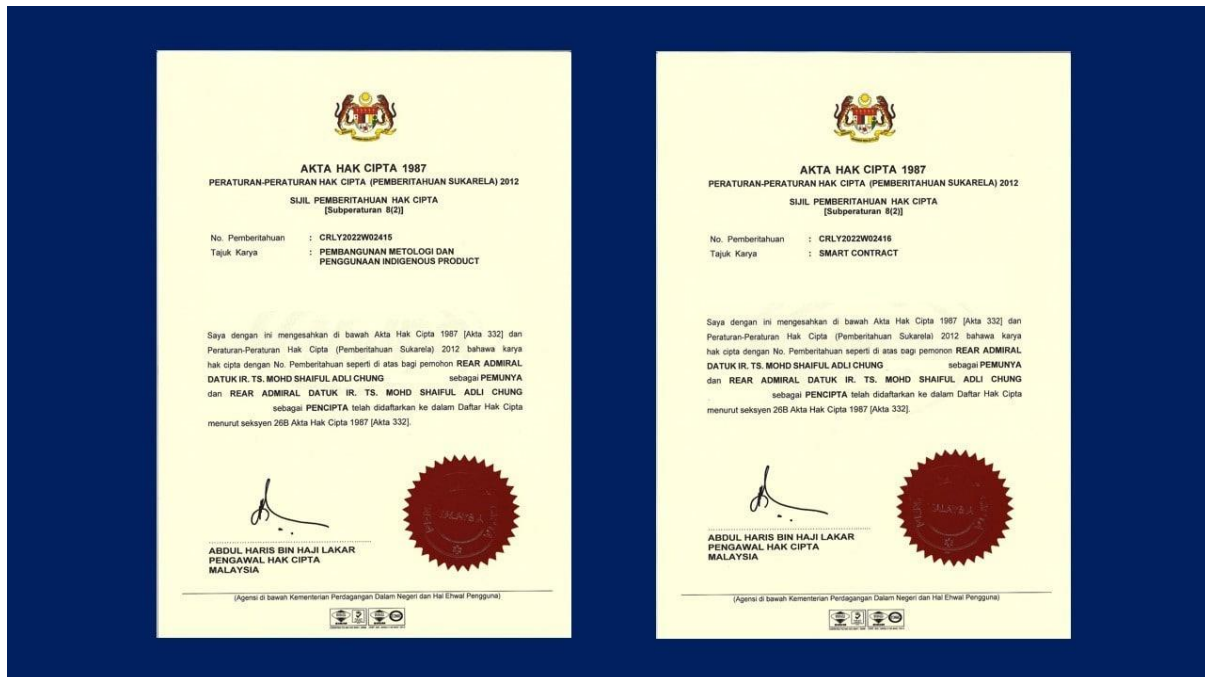 AKTA HAK CIPTA 1987
PERATURAN-PERATURAN HAK CIPTA (PEMBERITAHUAN SUKARELA) 2012
SIJIL PEMBERITAHUAN HAK CIPTA
[Subperaturan 8(2)]
No. Pemberitahuan : CRLY2022W02415
Tajuk Karya : PEMBANGUNAN METOLOGI DAN
PENGGUNAAN INDIGENOUS PRODUCT
Saya dengan ini mengesahkan di bawah Akta Hak Cipta 1987 [Akta 332] dan
Peraturan-Peraturan Hak Cipta (Pemberitahuan Sukarela) 2012 bahawa karya
hak cipta dengan No. Pemberitahuan seperti di atas bagi pemohon REAR ADMIRAL
DATUK IR. TS. MOHD SHAIFUL ADLI CHUNG sebagai PEMUNYA
dan REAR ADMIRAL DATUK IR. TS. MOHD SHAIFUL ADLI CHUNG
sebagai PENCIPTA telah didaftarkan ke dalam Daftar Hak Cipta
menurut seksyen 26B Akta Hak Cipta 1987 [Akta 332].
MALAYSIA
ABDUL HARIS BIN HAJI LAKAR
PENGAWAL HAK CIPTA
MALAYSIA
(Agensi di bawah Kementerian Perdagangan Dalam Negeri dan Hal Ehwal Pengguna)
AKTA HAK CIPTA 1987
PERATURAN-PERATURAN HAK CIPTA (PEMBERITAHUAN SUKARELA) 2012
SIJIL PEMBERITAHUAN HAK CIPTA
[Subperaturan 8(2)]
No. Pemberitahuan : CRLY2022W02416
Tajuk Karya : SMART CONTRACT
Saya dengan ini mengesahkan di bawah Akta Hak Cipta 1987 [Akta 332] dan
Peraturan-Peraturan Hak Cipta (Pemberitahuan Sukarela) 2012 bahawa karya
hak cipta dengan No. Pemberitahuan seperti di atas bagi pemohon REAR ADMIRAL
DATUK IR. TS. MOHD SHAIFUL ADLI CHUNG sebagai PEMUNYA
dan REAR ADMIRAL DATUK IR. TS. MOHD SHAIFUL ADLI CHUNG
sebagai PENCIPTA telah didaftarkan ke dalam Daftar Hak Cipta
menurut seksyen 26B Akta Hak Cipta 1987 [Akta 332].
MALAYSIA
ABDUL HARIS BIN HAJI LAKAR
PENGAWAL HAK CIPTA
MALAYSIA
(Agensi di bawah Kementerian Perdagangan Dalam Negeri dan Hal Ehwal Pengguna)